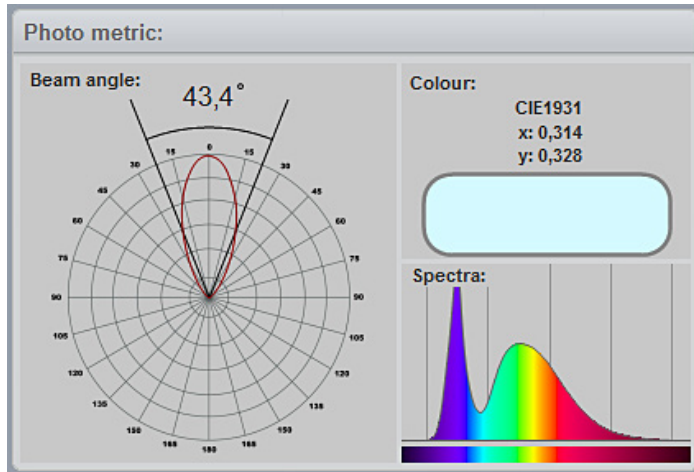 Photo metric:
Beam angle:
43,4°
0
15 15
30 30
45 45
60 60
75 75
90 90
105 105
120 120
135 135
150 150
165 165
180
Colour:
CIE1931
x: 0,314
y: 0,328
Spectra: